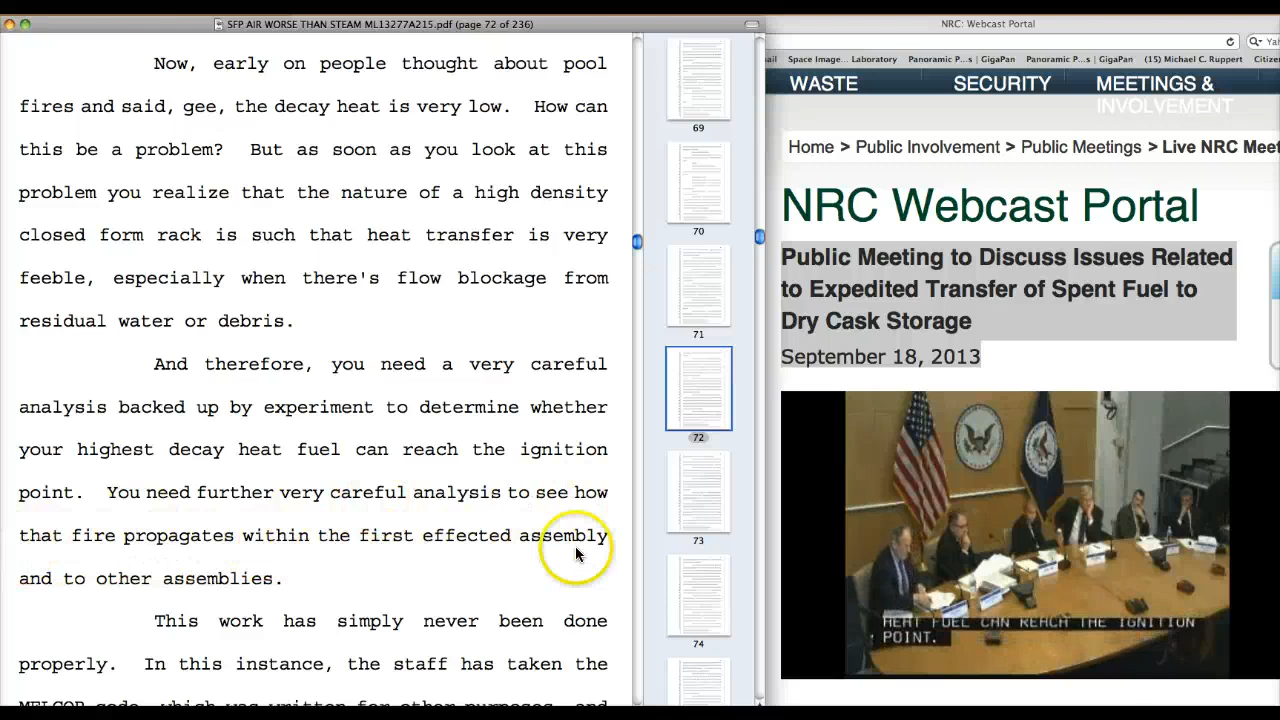 SFP AIR WORSE THAN STEAM ML13277A215.pdf (page 72 of 236)
Now, early on people thought about pool
fires and said, gee, the decay heat is very low. How can
this be a problem? But as soon as you look at this
problem you realize that the nature of a high density
closed form rack is such that heat transfer is very
feeble, especially when there's flow blockage from
residual water or debris.
And therefore, you need a very careful
analysis backed up by experiment to determine whether
your highest decay heat fuel can reach the ignition
point. You need further very careful analysis to see how
that fire propagates within the first effected assembly
and to other assemblies.
This work has simply never been done
properly. In this instance, the staff has taken the
69
70
71
72
73
74
NRC: Webcast Portal
Space Image... Laboratory Panoramic P...s | GigaPan Panoramic P...s | GigaPan ...) Michael C. Ruppert
WASTE SECURITY MEETINGS &
INVOLVEMENT
Home > Public Involvement > Public Meetings > Live NRC Meet
NRC Webcast Portal
Public Meeting to Discuss Issues Related
to Expedited Transfer of Spent Fuel to
Dry Cask Storage
September 18, 2013
HEAT FUEL CAN REACH THE IGNITION
POINT.